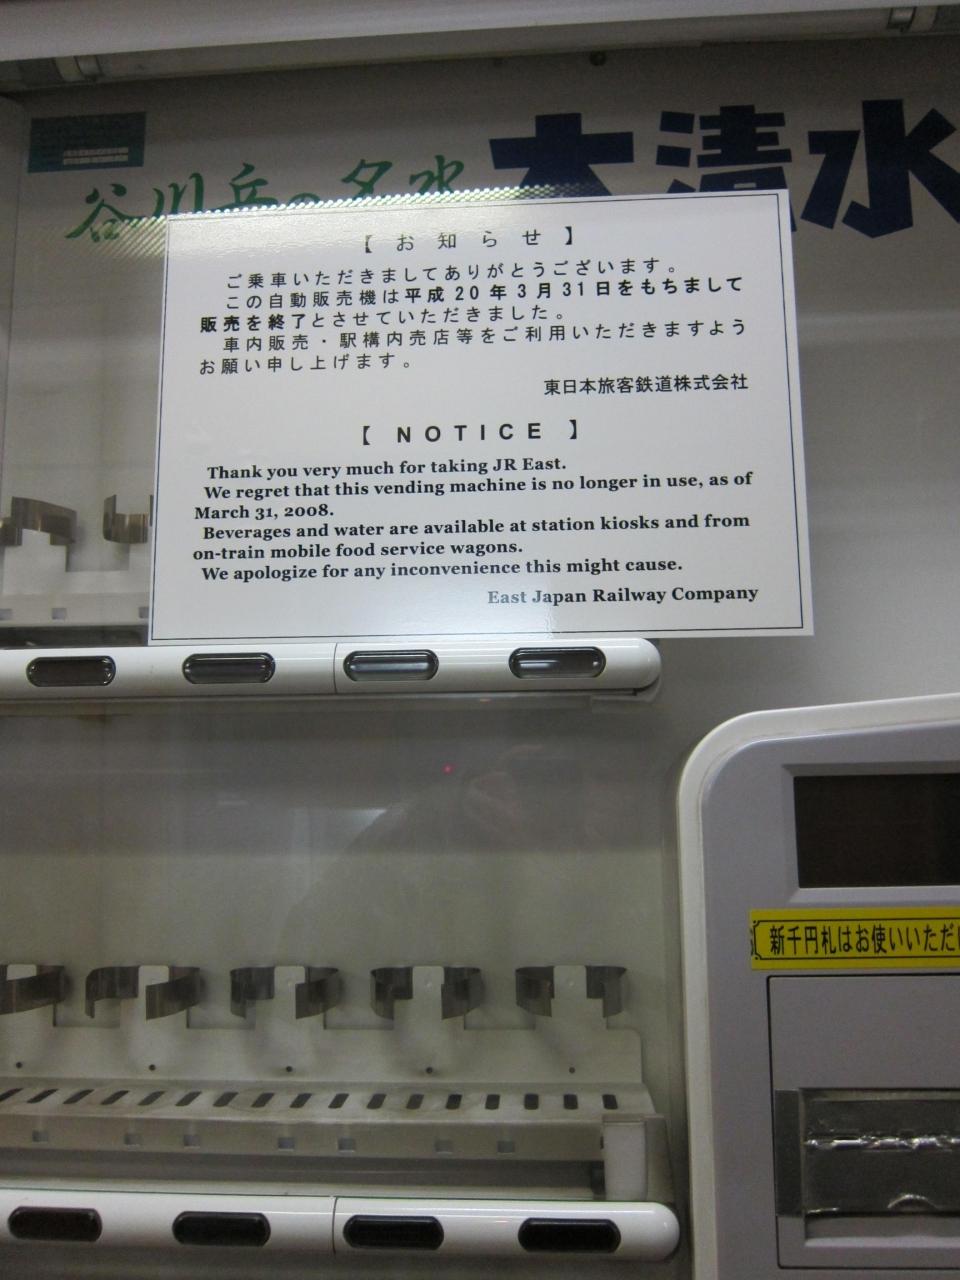 谷川岳の名水 大清水
【お知らせ】
ご乗車いただきましてありがとうございます。
この自動販売機は平成20年3月31日をもちまして
販売を終了とさせていただきました。
車内販売・駅構内売店等をご利用いただきますよう
お願い申し上げます。
東日本旅客鉄道株式会社
【NOTICE】
Thank you very much for taking JR East.
We regret that this vending machine is no longer in use, as of
March 31, 2008.
Beverages and water are available at station kiosks and from
on-train mobile food service wagons.
We apologize for any inconvenience this might cause.
East Japan Railway Company
新千円札はお使いいただけ